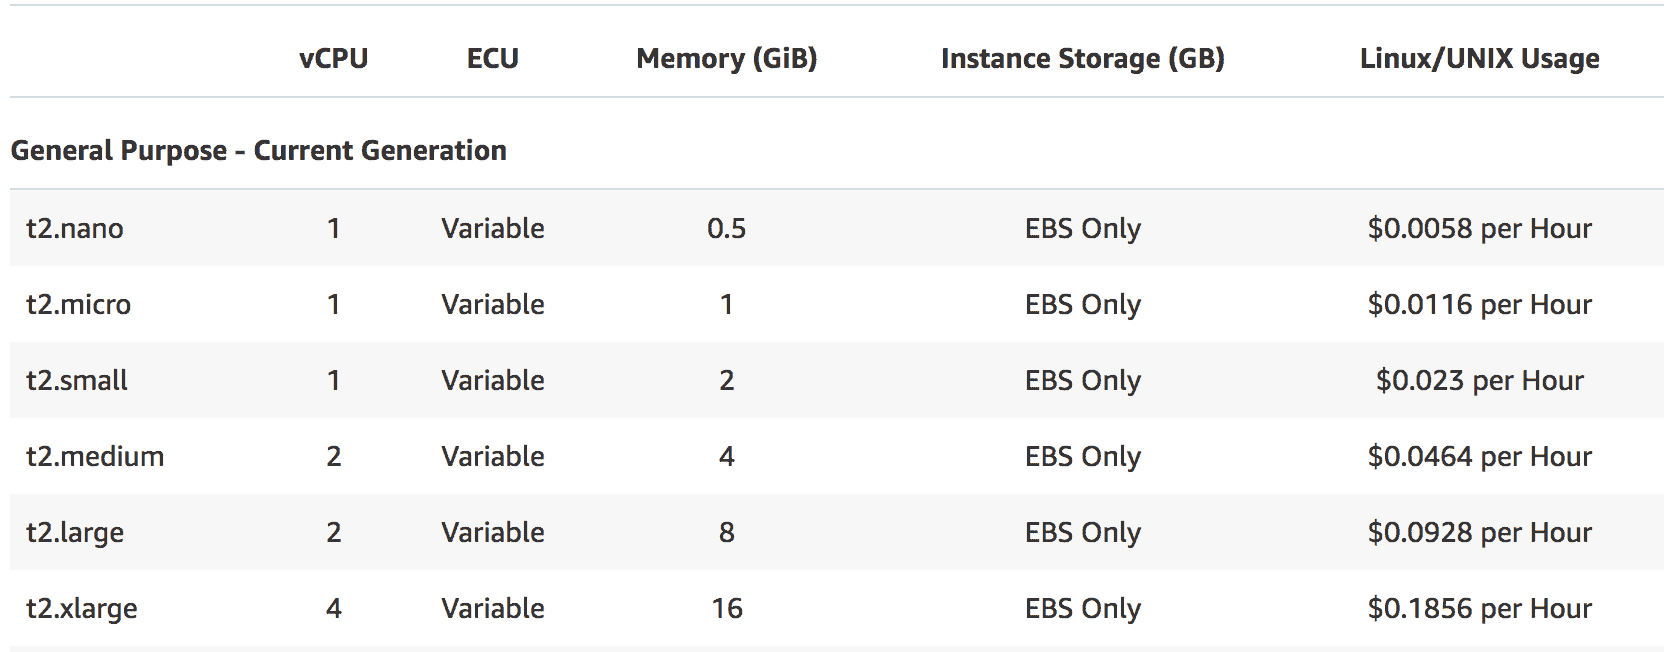 vCPU ECU Memory (GiB) Instance Storage (GB) Linux/UNIX Usage
General Purpose - Current Generation
t2.nano 1 Variable 0.5 EBS Only $0.0058 per Hour
t2.micro 1 Variable 1 EBS Only $0.0116 per Hour
t2.small 1 Variable 2 EBS Only $0.023 per Hour
t2.medium 2 Variable 4 EBS Only $0.0464 per Hour
t2.large 2 Variable 8 EBS Only $0.0928 per Hour
t2.xlarge 4 Variable 16 EBS Only $0.1856 per Hour